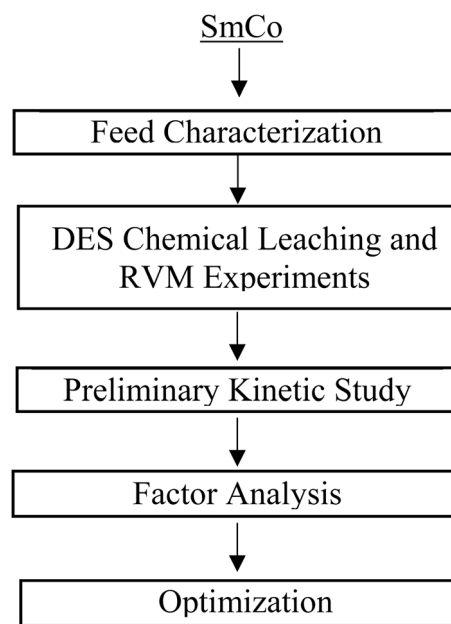 SmCo
Feed Characterization
DES Chemical Leaching and
RVM Experiments
Preliminary Kinetic Study
Factor Analysis
Optimization